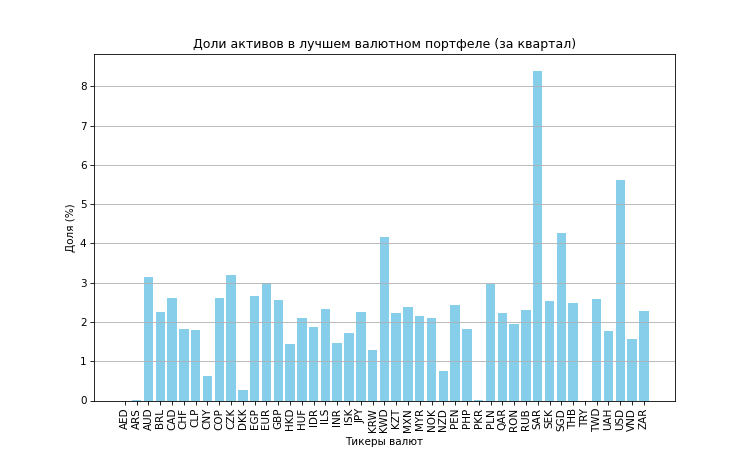 Доли активов в лучшем валютном портфеле (за квартал)
Доля (%)
8
7
6
5
4
3
2
1
0
AED
ARS
AUD
BRL
CAD
CHF
CLP
CNY
COP
CZK
DKK
EGP
EUR
GBP
HKD
HUF
IDR
ILS
INR
ISK
JPY
KRW
KWD
KZT
MXN
MYR
NOK
NZD
PEN
PHP
PKR
PLN
QAR
RON
RUB
SAR
SEK
SGD
THB
TRY
TWD
UAH
USD
VND
ZAR
Тикеры валют